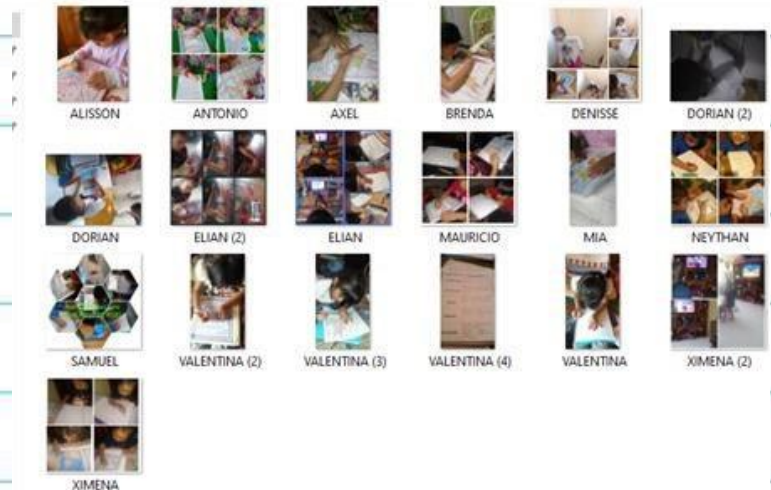 ALISSON ANTONIO AXEL BRENDA DENISSE DORIAN (2)
DORIAN ELIAN (2) ELIAN MAURICIO MIA NEYTHAN
SAMUEL VALENTINA (2) VALENTINA (3) VALENTINA (4) VALENTINA XIMENA (2)
XIMENA